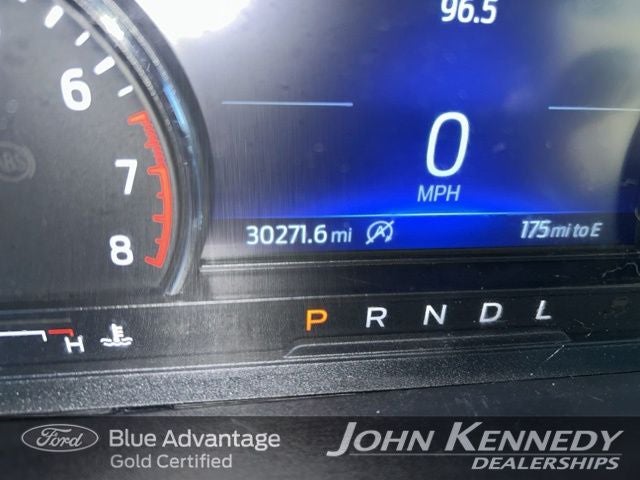 96.5
6
0
7
MPH
30271.6 mi
175 mi to E
8
P R N D L
H
Ford
Blue Advantage
Gold Certified
JOHN KENNEDY
DEALERSHIPS